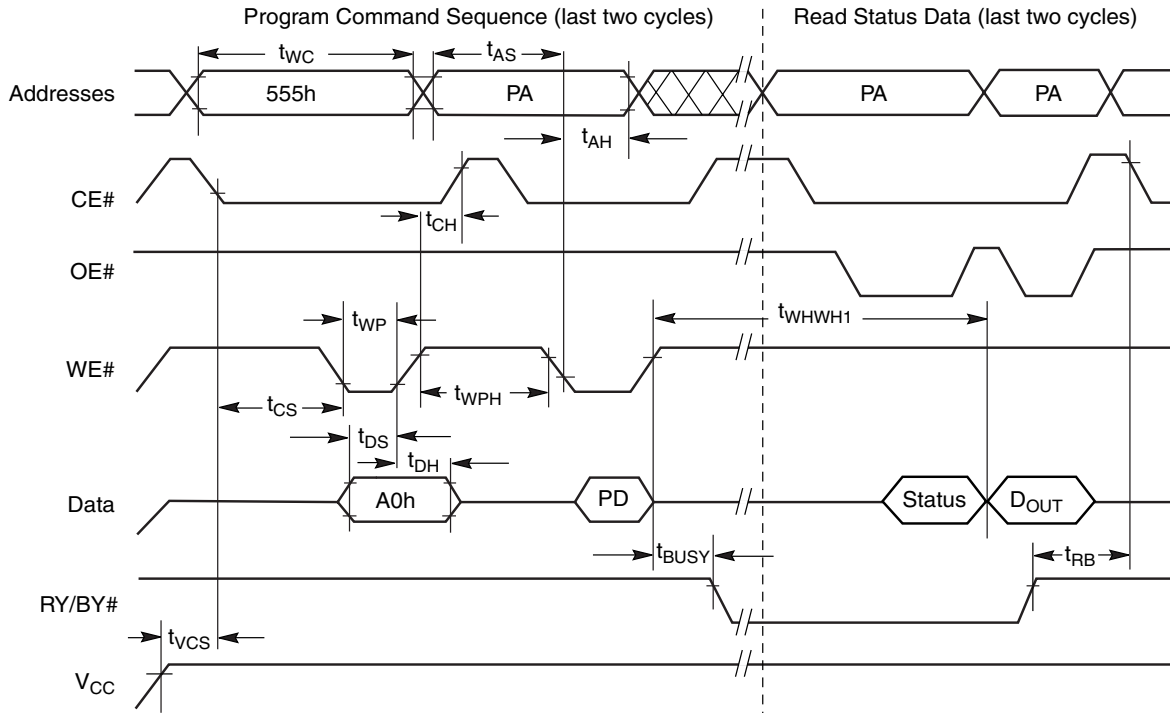 Program Command Sequence (last two cycles)
Read Status Data (last two cycles)
tWC
tAS
Addresses
555h
PA
PA
PA
tAH
CE#
tCH
OE#
tWP
tWHWH1
WE#
tCS
tWPH
tDS
tDH
Data
A0h
PD
Status
DOUT
tBUSY
tRB
RY/BY#
tVCS
VCC